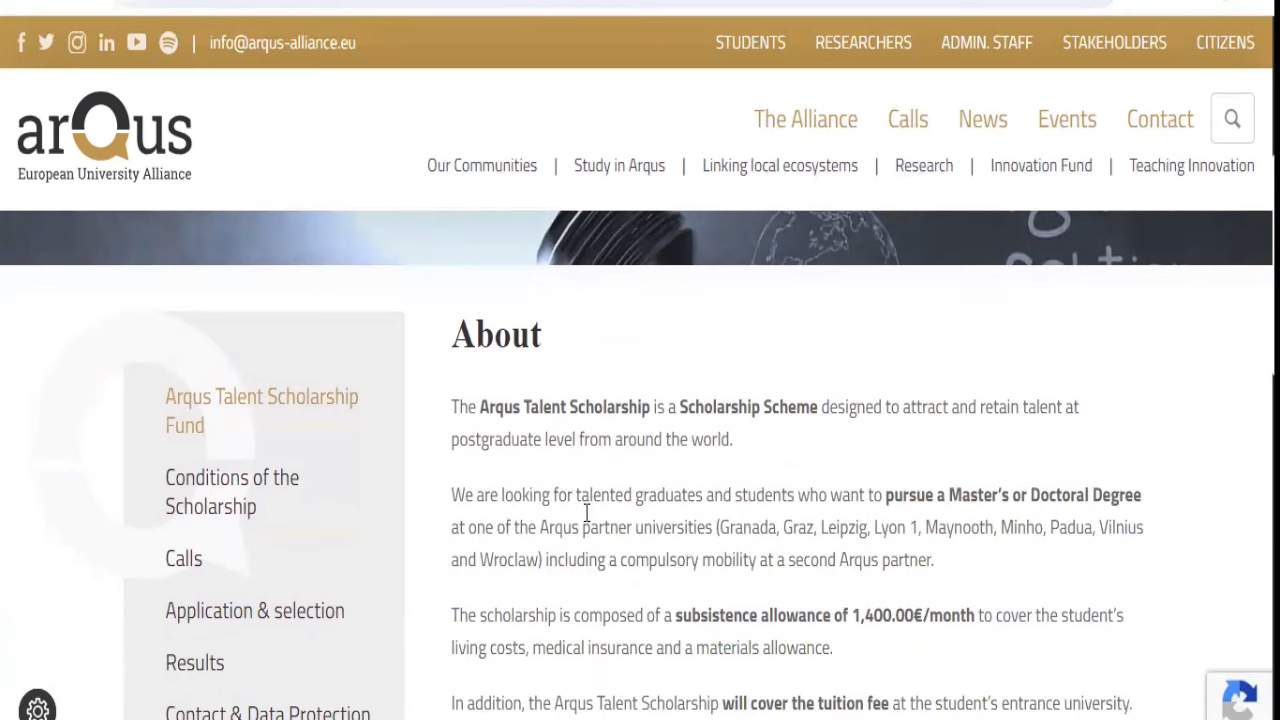 | info@arqus-alliance.eu STUDENTS RESEARCHERS ADMIN. STAFF STAKEHOLDERS CITIZENS
arQus
European University Alliance
The Alliance Calls News Events Contact
Our Communities | Study in Arqus | Linking local ecosystems | Research | Innovation Fund | Teaching Innovation
Arqus Talent Scholarship
Fund
Conditions of the
Scholarship
Calls
Application & selection
Results
Contact & Data Protection
About
The Arqus Talent Scholarship is a Scholarship Scheme designed to attract and retain talent at
postgraduate level from around the world.
We are looking for talented graduates and students who want to pursue a Master's or Doctoral Degree
at one of the Arqus partner universities (Granada, Graz, Leipzig, Lyon 1, Maynooth, Minho, Padua, Vilnius
and Wroclaw) including a compulsory mobility at a second Arqus partner.
The scholarship is composed of a subsistence allowance of 1,400.00€/month to cover the student's
living costs, medical insurance and a materials allowance.
In addition, the Arqus Talent Scholarship will cover the tuition fee at the student's entrance university.